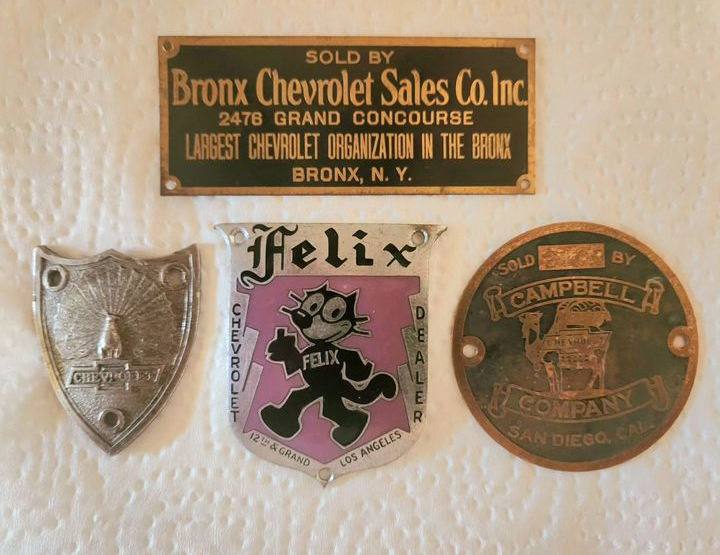 SOLD BY
Bronx Chevrolet Sales Co. Inc.
2476 GRAND CONCOURSE
LARGEST CHEVROLET ORGANIZATION IN THE BRONX
BRONX, N. Y.
CHEVROLET
Felix
CHEVROLET
DEALER
FELIX
12TH & GRAND LOS ANGELES
SOLD BY
CAMPBELL
CHEVROLET
COMPANY
SAN DIEGO, CAL.